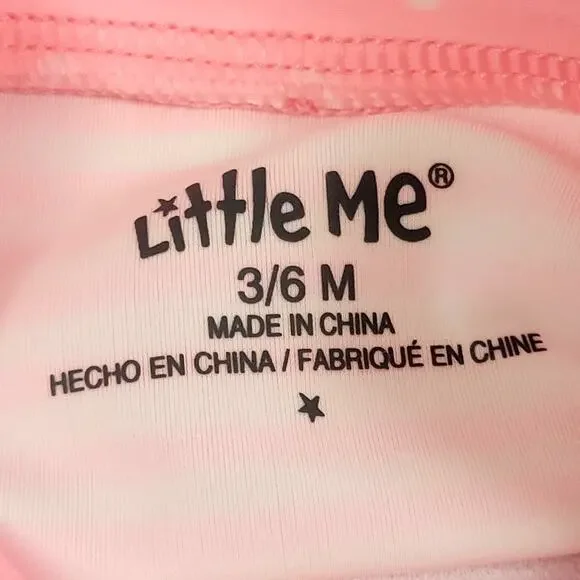 Little Me®
3/6 M
MADE IN CHINA
HECHO EN CHINA / FABRIQUÉ EN CHINE